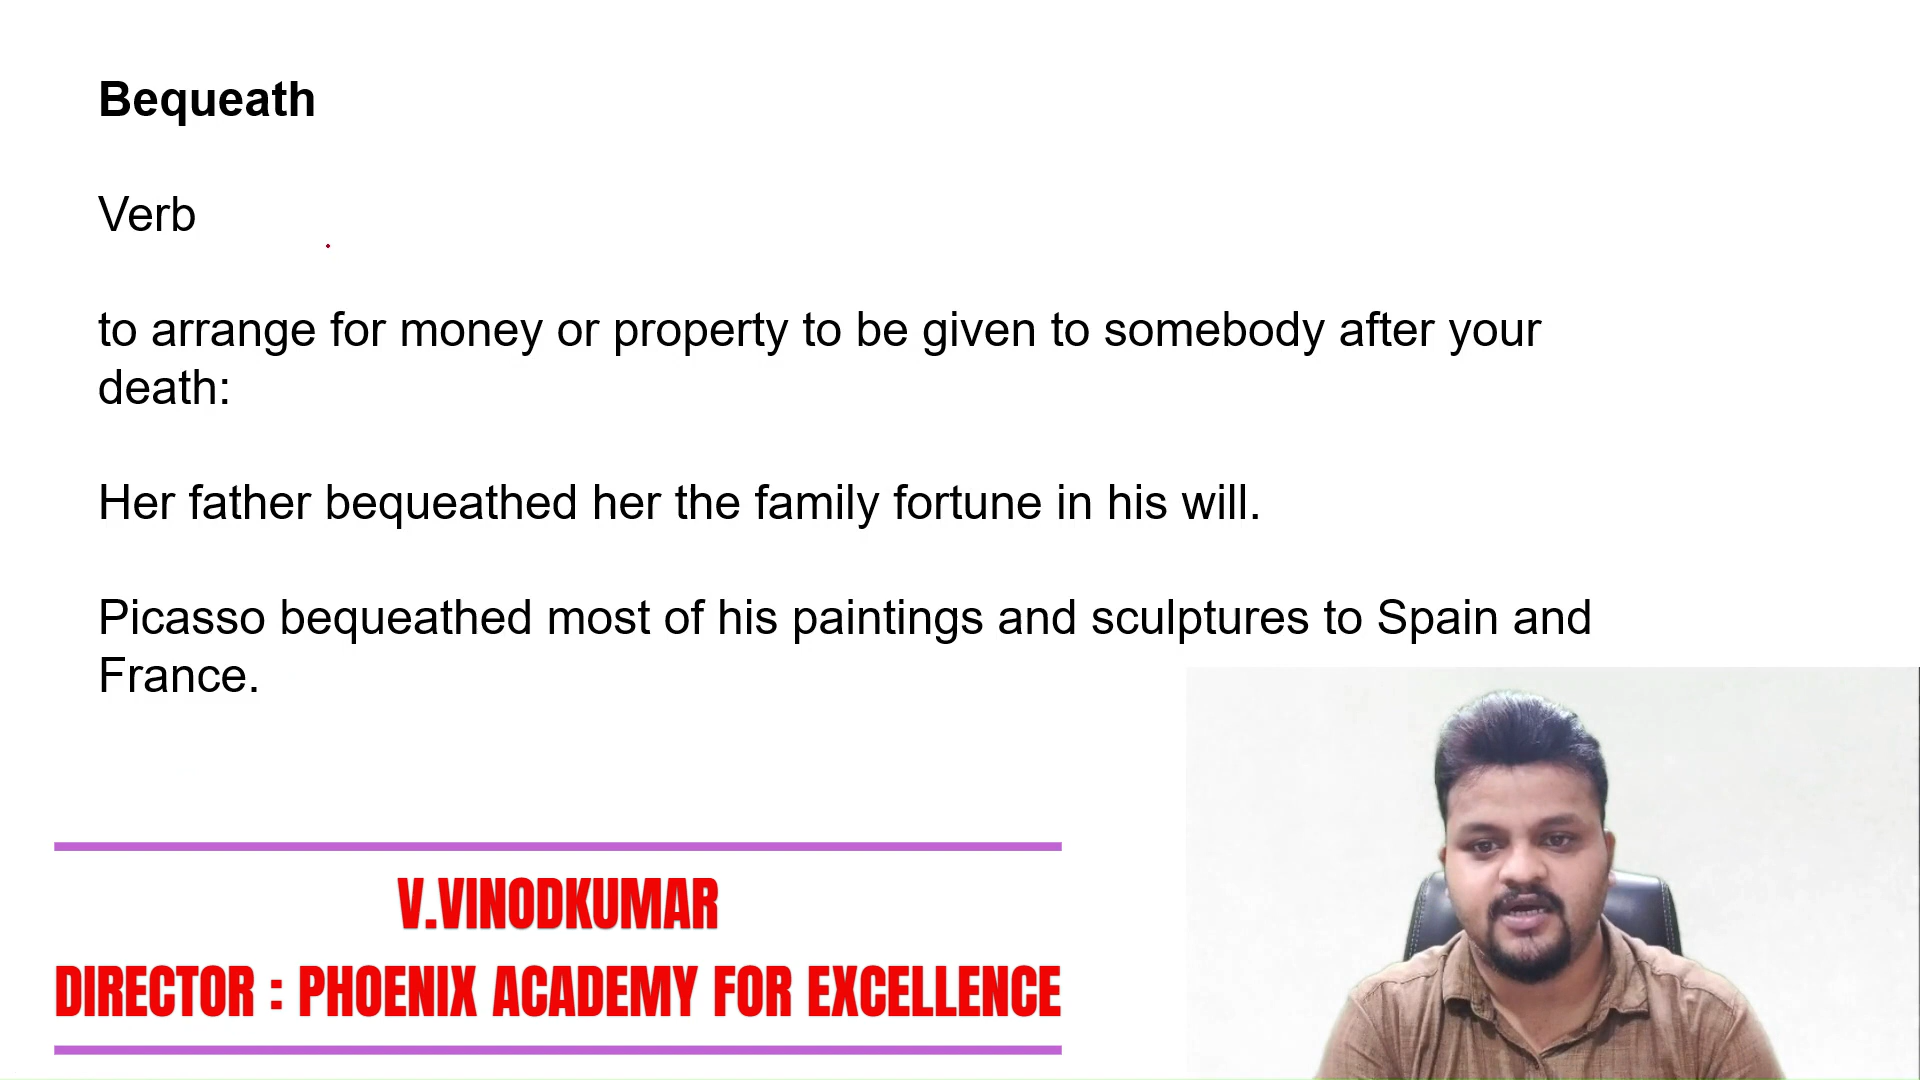 Bequeath
Verb
to arrange for money or property to be given to somebody after your
death:
Her father bequeathed her the family fortune in his will.
Picasso bequeathed most of his paintings and sculptures to Spain and
France.
V.VINODKUMAR
DIRECTOR : PHOENIX ACADEMY FOR EXCELLENCE